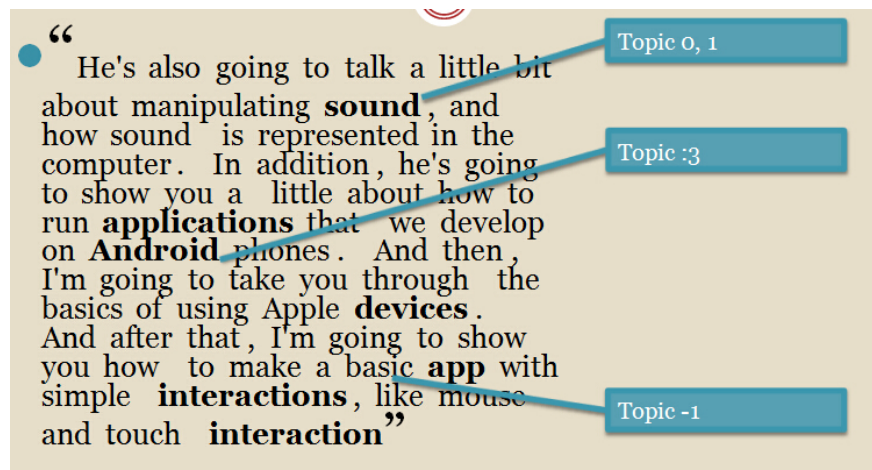 “
He's also going to talk a little bit
about manipulating sound , and
how sound is represented in the
computer . In addition , he's going
to show you a little about how to
run applications that we develop
on Android phones . And then ,
I'm going to take you through the
basics of using Apple devices .
And after that , I'm going to show
you how to make a basic app with
simple interactions , like mouse
and touch interaction”
Topic 0, 1
Topic :3
Topic -1